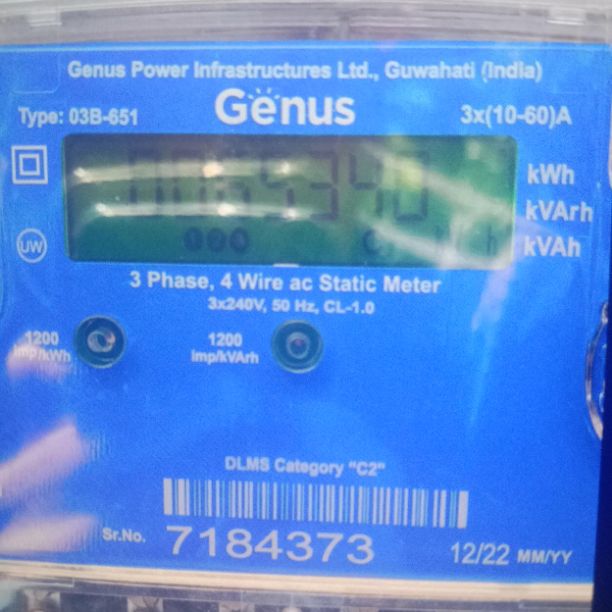 Genus Power Infrastructures Ltd., Guwahati (India)
Type: 03B-651
Genus
3x(10-60)A
kWh
kVArh
UW
000
kVAh
3 Phase, 4 Wire ac Static Meter
3x240V, 50 Hz, CL-1.0
1200
imp/kWh
1200
imp/kVArh
DLMS Category "C2"
Sr.No. 7184373
12/22 MM/YY